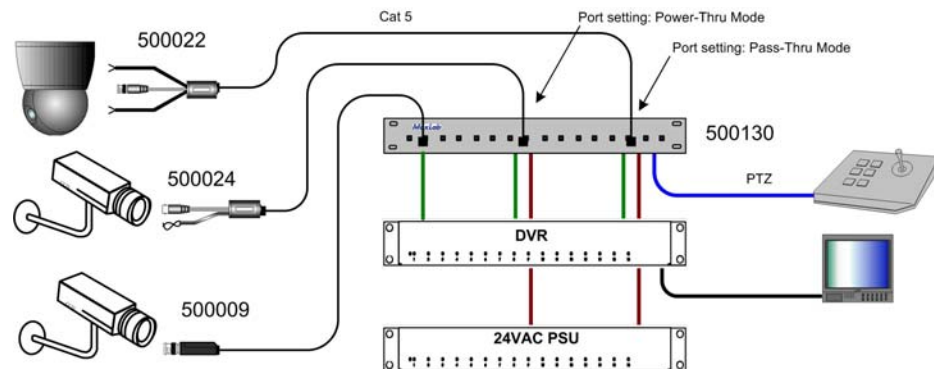 Cat 5
Port setting: Power-Thru Mode
500022
Port setting: Pass-Thru Mode
MuxLab
500130
500024
PTZ
DVR
500009
24VAC PSU